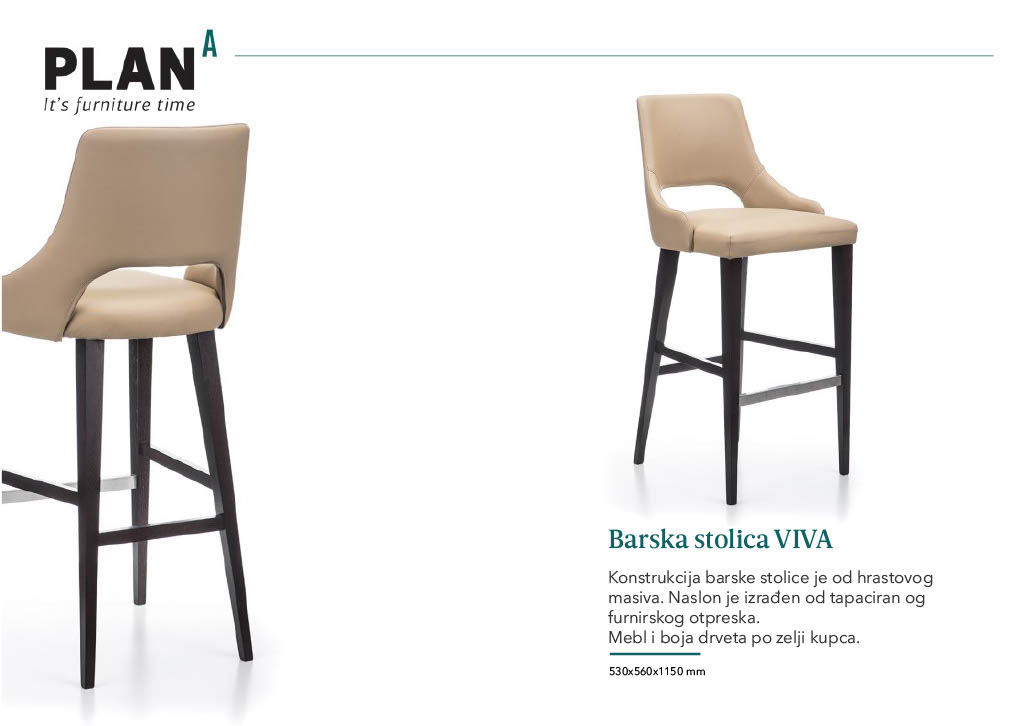 PLAN A
It's furniture time
Barska stolica VIVA
Konstrukcija barske stolice je od hrastovog
masiva. Naslon je izrađen od tapaciran og
furnirskog otpreska.
Mebl i boja drveta po zelji kupca.
530x560x1150 mm